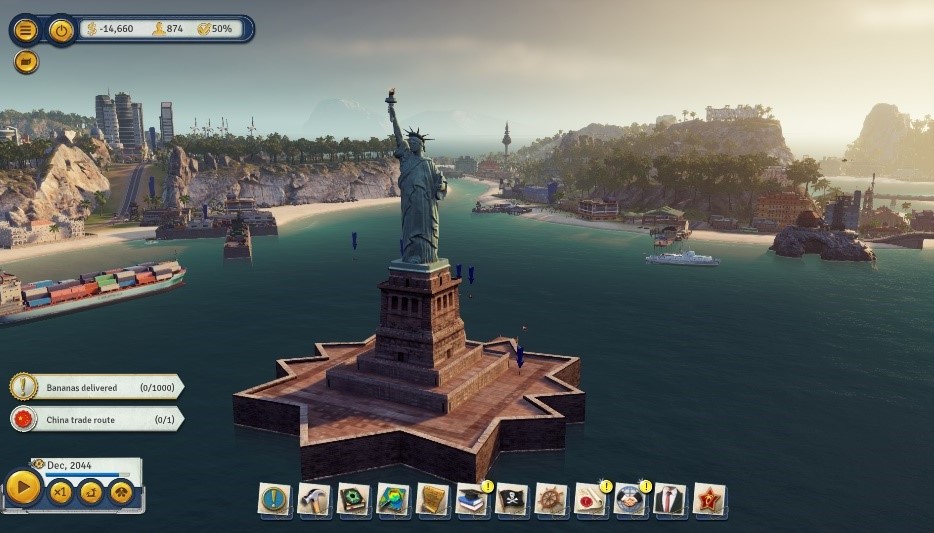 -14,660
874
50%
Bananas delivered (0/1000)
China trade route (0/1)
Dec, 2044
x1